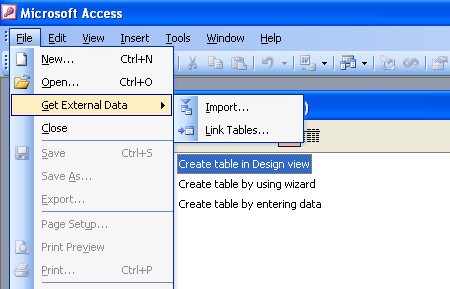 Microsoft Access
File Edit View Insert Tools Window Help
New... Ctrl+N
Open... Ctrl+O
Get External Data
Import...
Link Tables...
Close
Save Ctrl+S
Save As...
Export...
Page Setup...
Print Preview
Print... Ctrl+P
)
Create table in Design view
Create table by using wizard
Create table by entering data